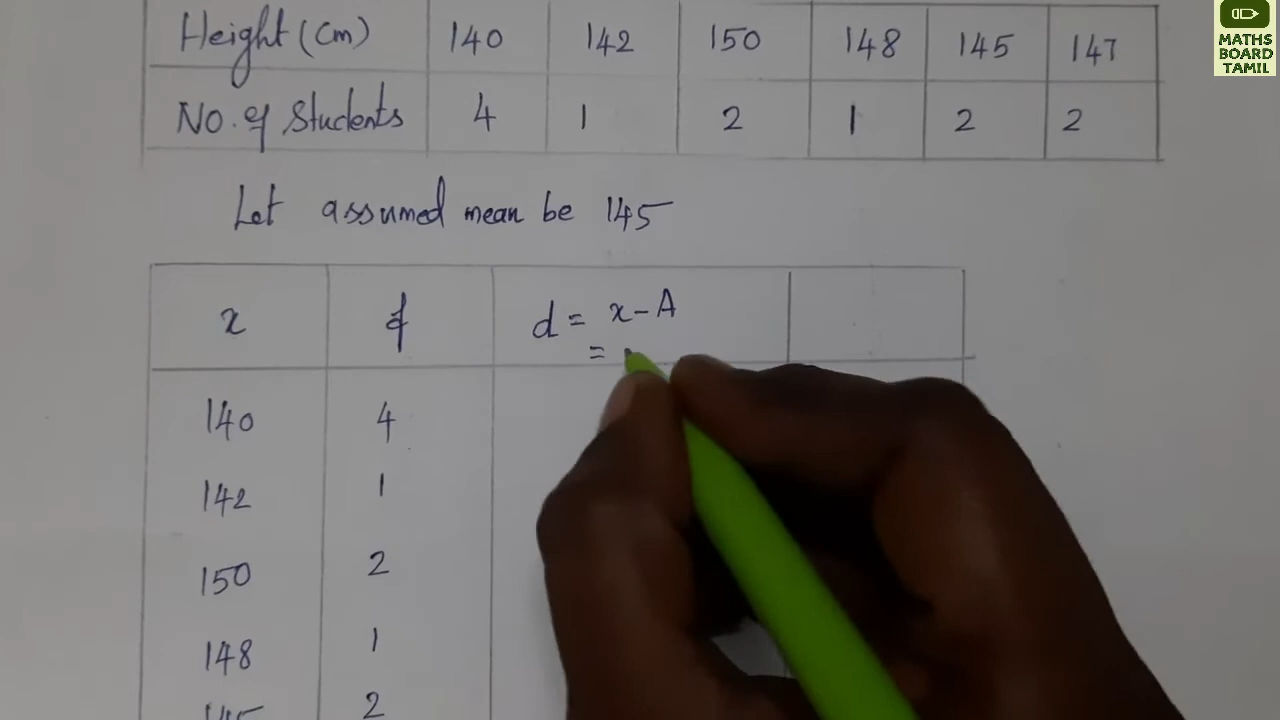 MATHS
BOARD
TAMIL
Height (Cm) 140 142 150 148 145 147
No. of Students 4 1 2 1 2 2
Let assumed mean be 145
x f d = x - A
=
140 4
142 1
150 2
148 1
145 2